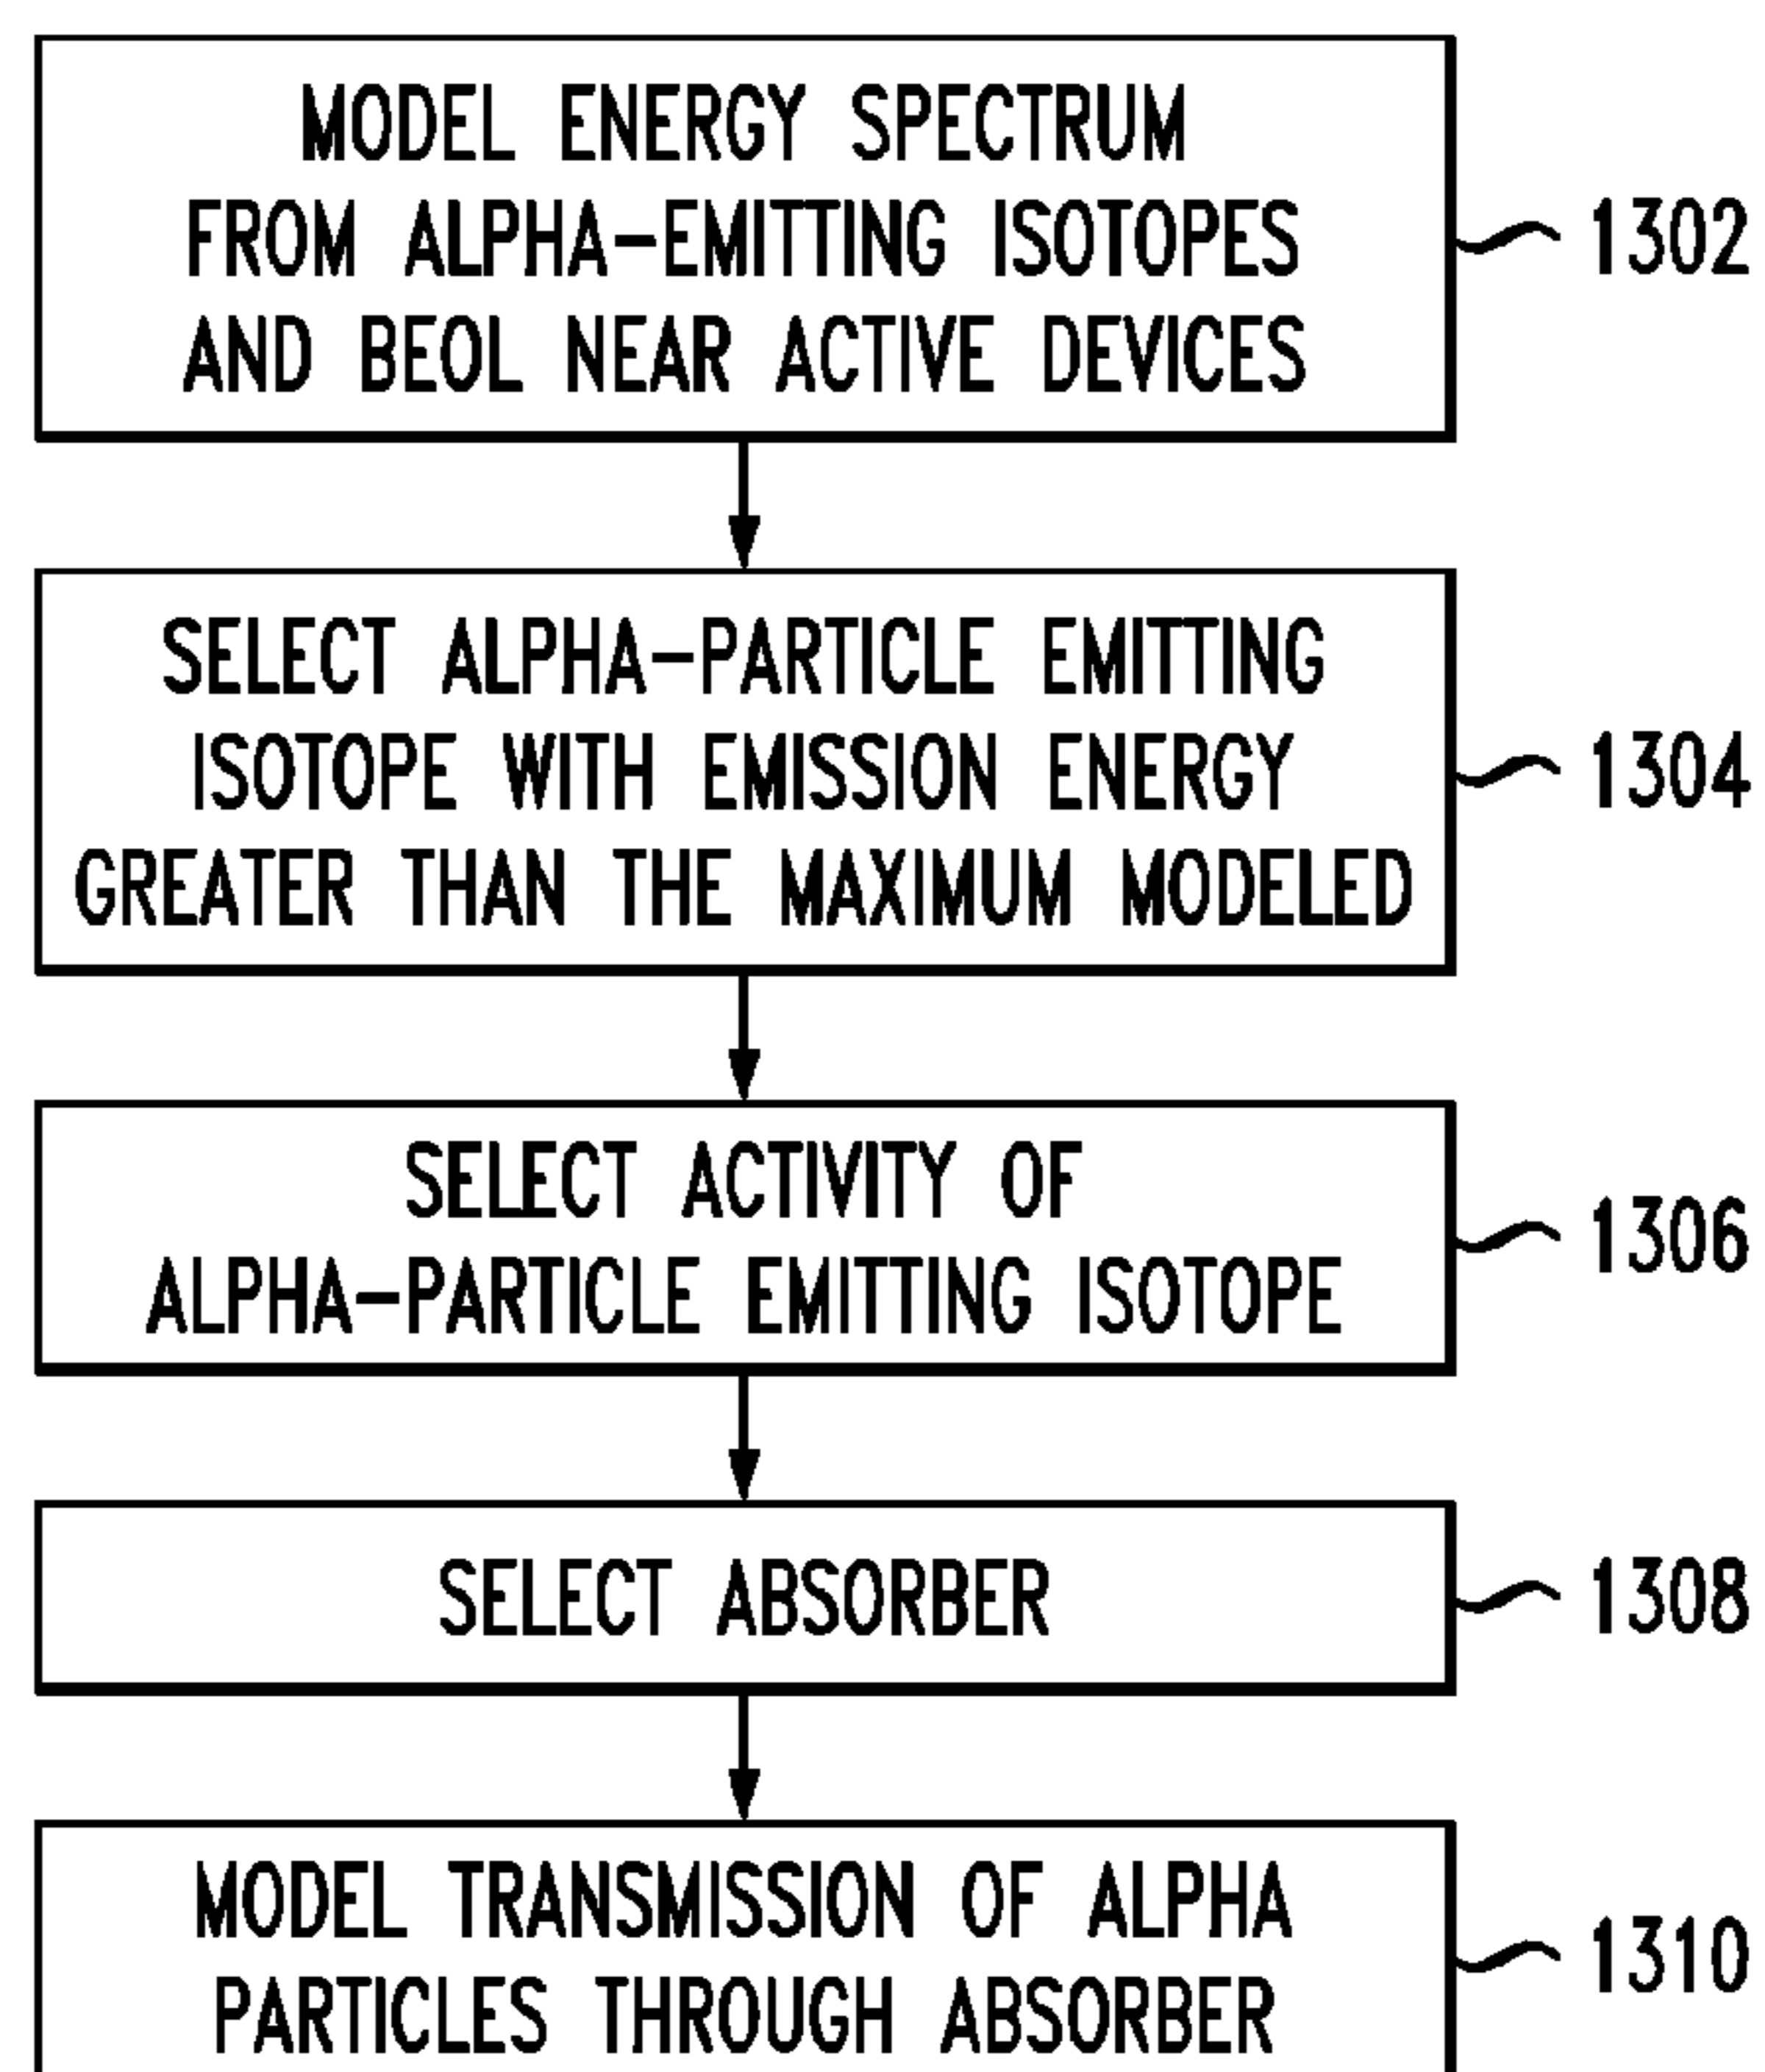 MODEL ENERGY SPECTRUM
FROM ALPHA-EMITTING ISOTOPES
AND BEOL NEAR ACTIVE DEVICES
1302
SELECT ALPHA-PARTICLE EMITTING
ISOTOPE WITH EMISSION ENERGY
GREATER THAN THE MAXIMUM MODELED
1304
SELECT ACTIVITY OF
ALPHA-PARTICLE EMITTING ISOTOPE
1306
SELECT ABSORBER
1308
MODEL TRANSMISSION OF ALPHA
PARTICLES THROUGH ABSORBER
1310